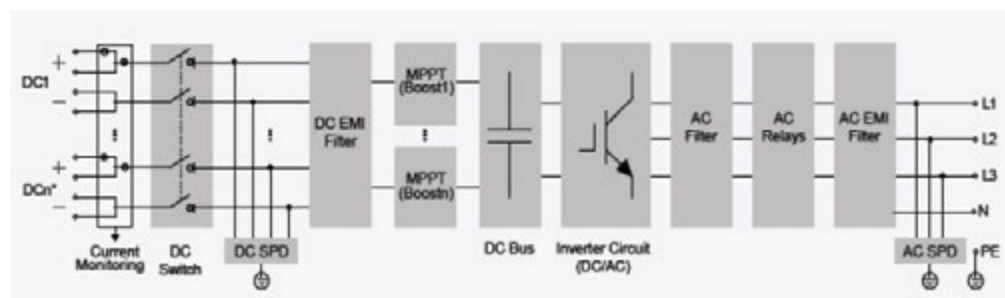 +
DC1
−
+
DCn*
−
Current
Monitoring
DC
Switch
DC SPD
DC EMI
Filter
MPPT
(Boost1)
MPPT
(Boostn)
DC Bus
Inverter Circuit
(DC/AC)
AC
Filter
AC
Relays
AC EMI
Filter
L1
L2
L3
N
AC SPD
PE